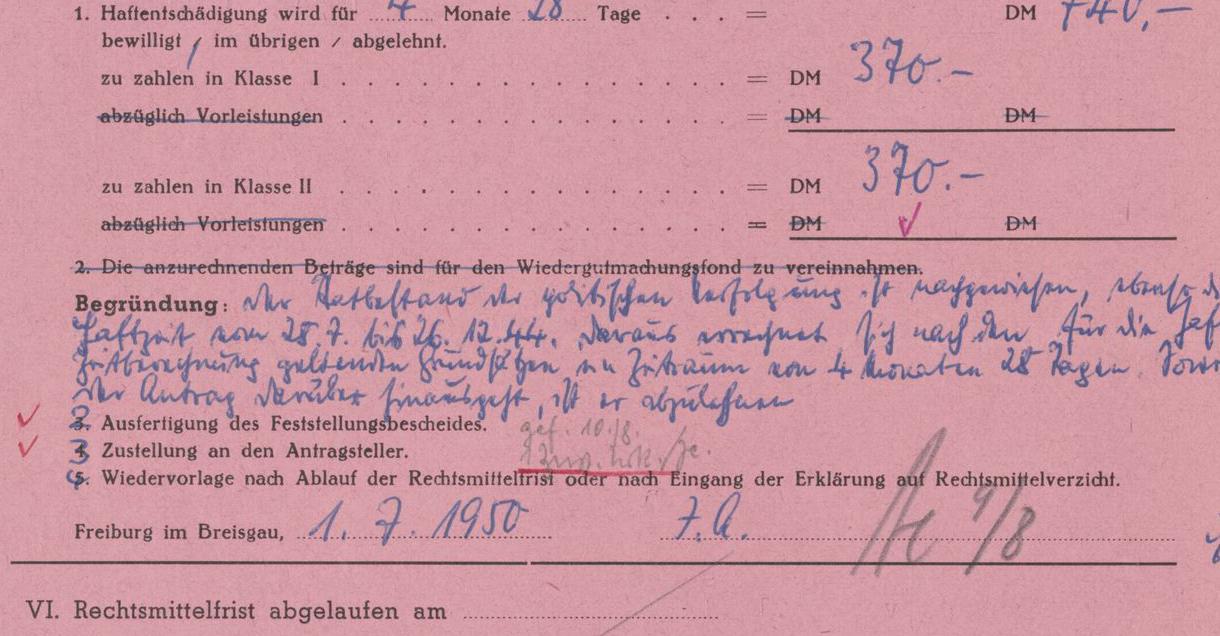 1. Haftentschädigung wird für 4 Monate 28 Tage . . . = DM 740,—
bewilligt / im übrigen / abgelehnt.
zu zahlen in Klasse I . . . . . . . . . . . . . . . = DM 370.—
abzüglich Vorleistungen . . . . . . . . . . . . . . . = DM DM
zu zahlen in Klasse II . . . . . . . . . . . . . . . = DM 370.—
abzüglich Vorleistungen . . . . . . . . . . . . . . . = DM DM
2. Die anzurechnenden Beträge sind für den Wiedergutmachungsfond zu vereinnahmen.
Begründung: Der Tatbestand der politischen Verfolgung ist nachgewiesen, ebenso d
Haftzeit vom 28.7. bis 26.12.44. Daraus errechnet sich nach den für die Haf
zeitberechnung geltenden Grundsätzen ein Zeitraum von 4 Monaten 28 Tagen. Sowe
der Antrag darüber hinausgeht, ist er abzulehnen
2. Ausfertigung des Feststellungsbescheides. gef. 10./8.
3 Zustellung an den Antragsteller.
5. Wiedervorlage nach Ablauf der Rechtsmittelfrist oder nach Eingang der Erklärung auf Rechtsmittelverzicht.
Freiburg im Breisgau, 1. 7. 1950 J.A. 9/8
VI. Rechtsmittelfrist abgelaufen am